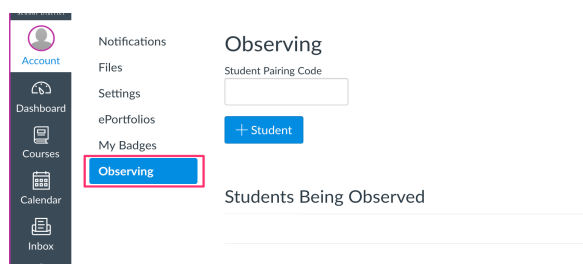 Account
Dashboard
Courses
Calendar
Inbox
Notifications
Files
Settings
ePortfolios
My Badges
Observing
Observing
Student Pairing Code
+ Student
Students Being Observed